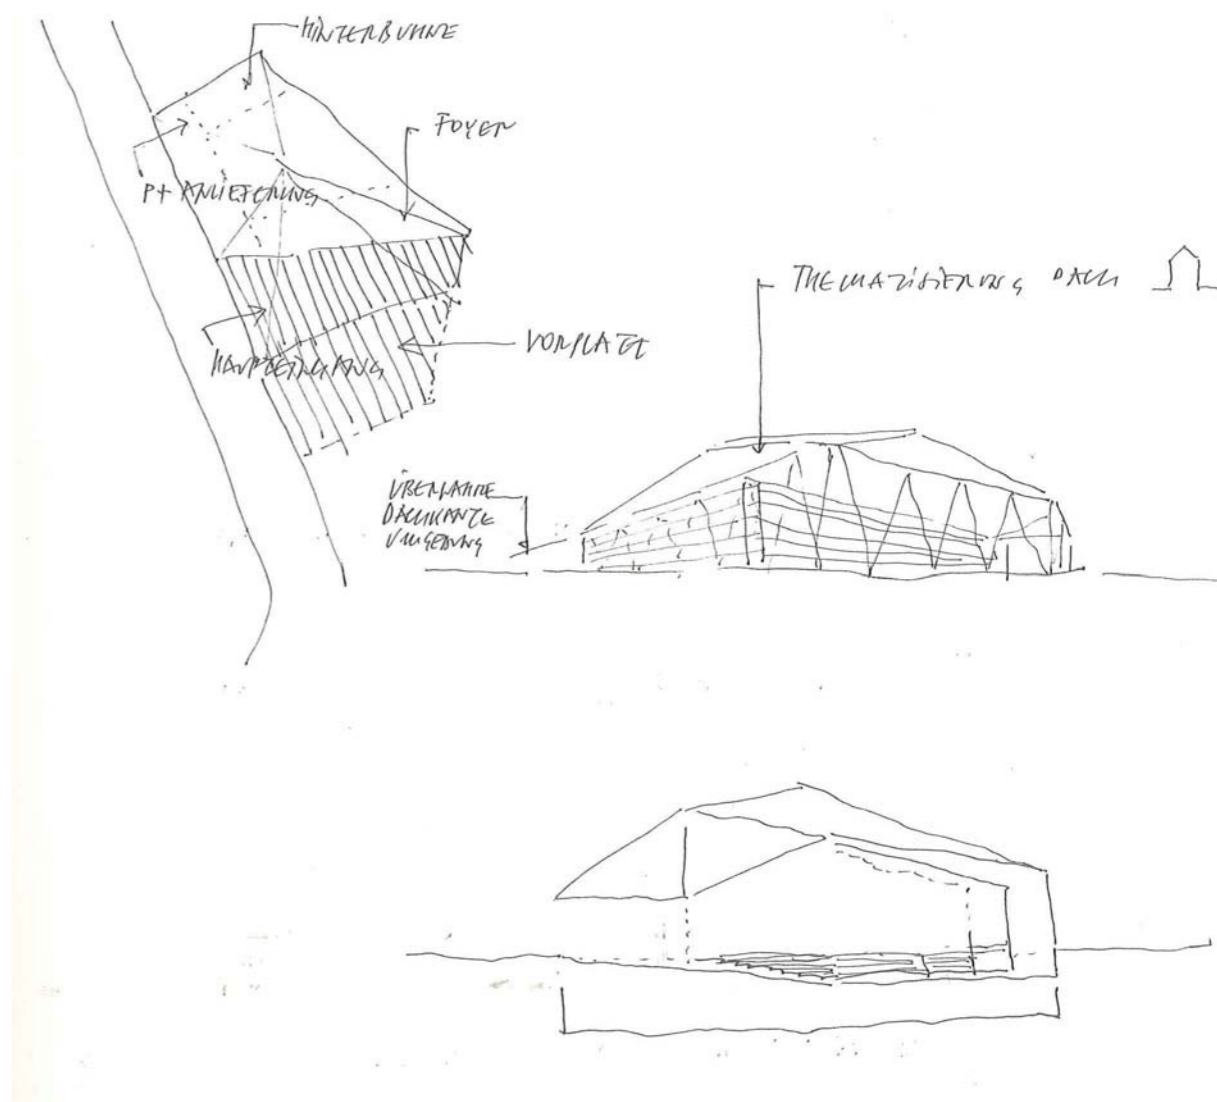 HINTERBÜHNE
FOYER
P+ ANLIEFERUNG
HAUPTEINGANG
VORPLATZ
THEMATISIERUNG DACH
ÜBERNAHME
DACHKANTE
UMGEBUNG